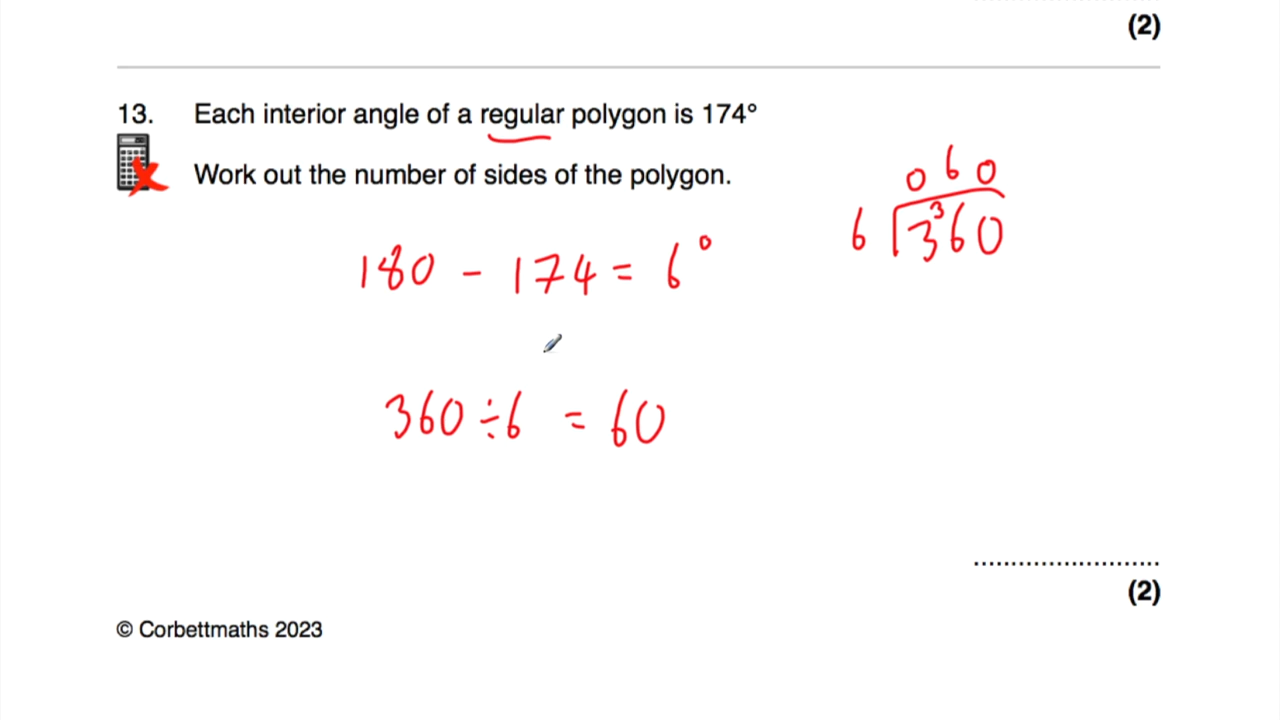 (2)
13. Each interior angle of a regular polygon is 174°
Work out the number of sides of the polygon.
060
6 3³60
180 - 174 = 6°
360 ÷ 6 = 60
..........................
(2)
© Corbettmaths 2023